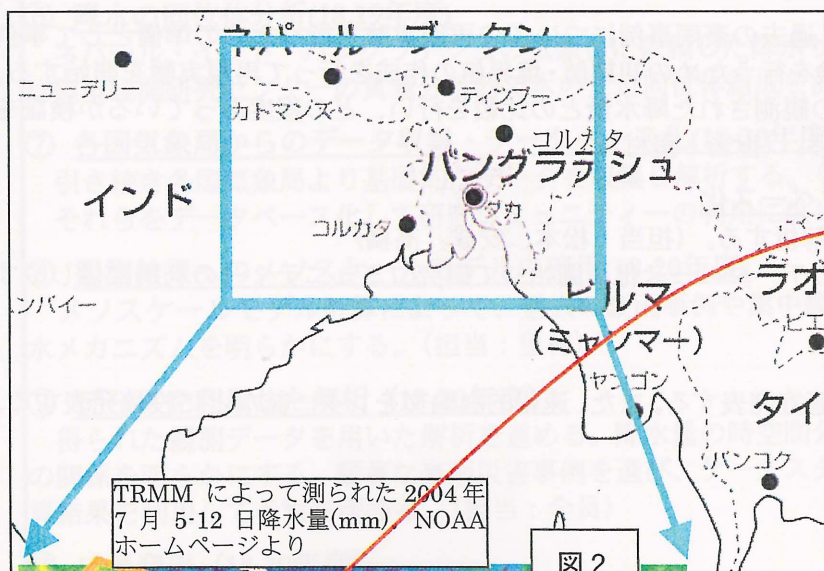 ネパール ブータン
ニューデリー
カトマンズ
ティンプー
コルカタ
バングラデシュ
インド
ダカ
コルカタ
ンバイー
ビルマ
(ミャンマー)
ラオ
ビエ
ヤンゴン
タイ
バンコク
TRMM によって測られた 2004年
7 月 5-12 日降水量(mm). NOAA
ホームページより
図2